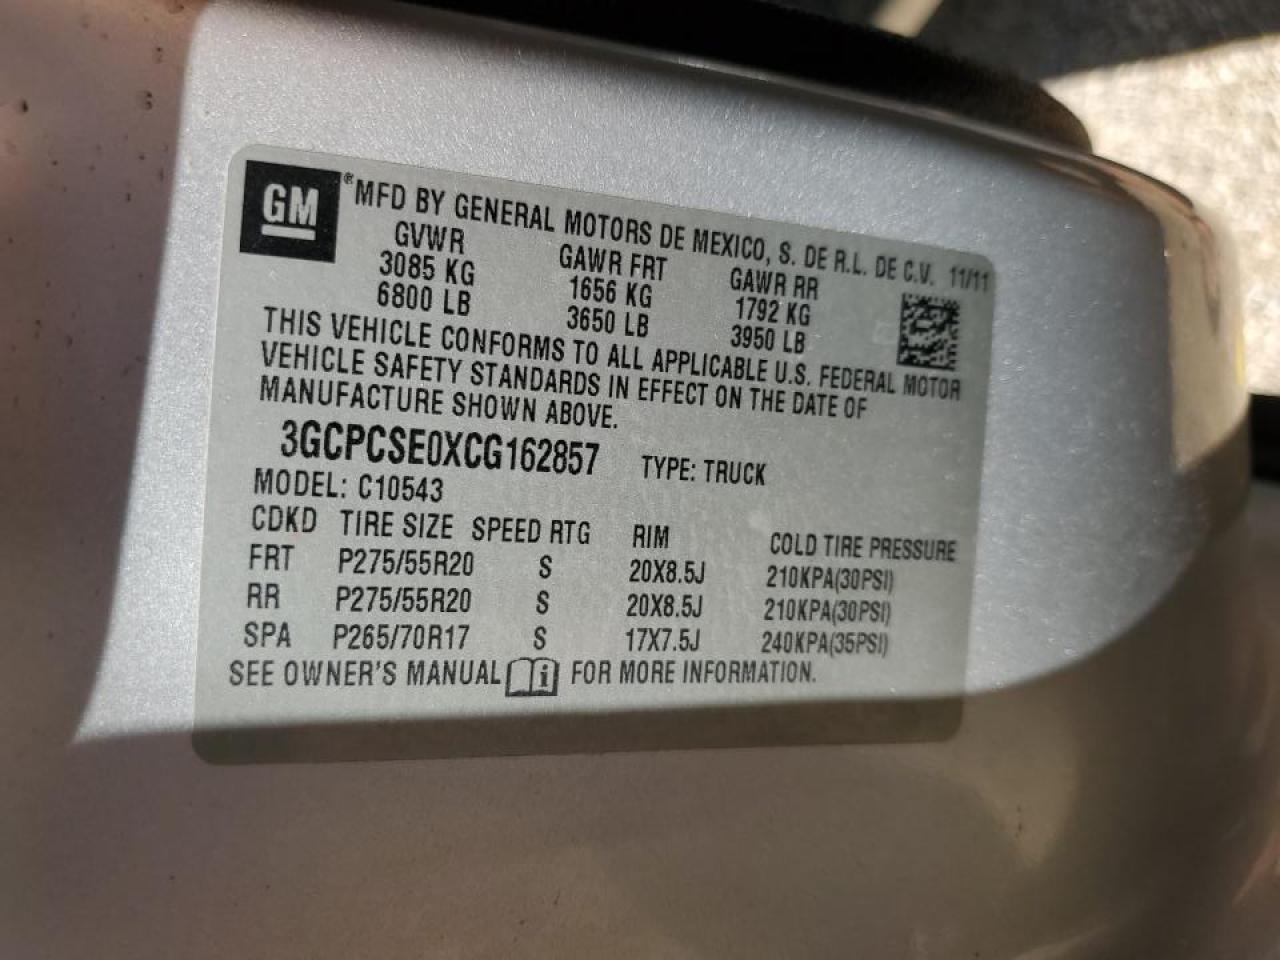 GM ® MFD BY GENERAL MOTORS DE MEXICO, S. DE R.L. DE C.V. 11/11
GVWR GAWR FRT GAWR RR
3085 KG 1656 KG 1792 KG
6800 LB 3650 LB 3950 LB
THIS VEHICLE CONFORMS TO ALL APPLICABLE U.S. FEDERAL MOTOR
VEHICLE SAFETY STANDARDS IN EFFECT ON THE DATE OF
MANUFACTURE SHOWN ABOVE.
3GCPCSE0XCG162857 TYPE: TRUCK
MODEL: C10543
CDKD TIRE SIZE SPEED RTG RIM COLD TIRE PRESSURE
FRT P275/55R20 S 20X8.5J 210KPA(30PSI)
RR P275/55R20 S 20X8.5J 210KPA(30PSI)
SPA P265/70R17 S 17X7.5J 240KPA(35PSI)
SEE OWNER'S MANUAL i FOR MORE INFORMATION.